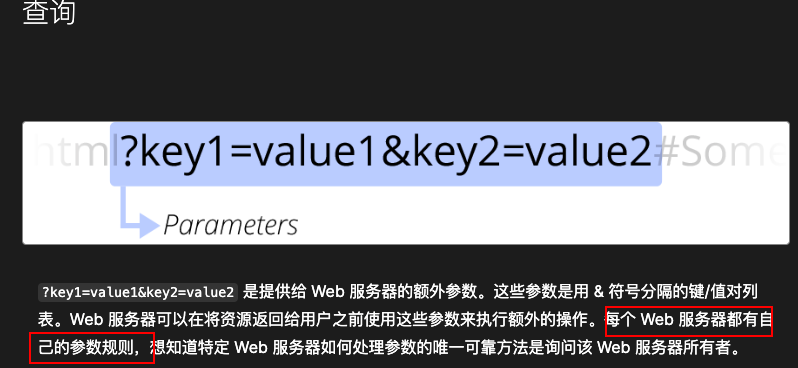 查询
html?key1=value1&key2=value2#Some
Parameters
?key1=value1&key2=value2 是提供给 Web 服务器的额外参数。这些参数是用 & 符号分隔的键/值对列
表。Web 服务器可以在将资源返回给用户之前使用这些参数来执行额外的操作。每个 Web 服务器都有自
己的参数规则，想知道特定 Web 服务器如何处理参数的唯一可靠方法是询问该 Web 服务器所有者。